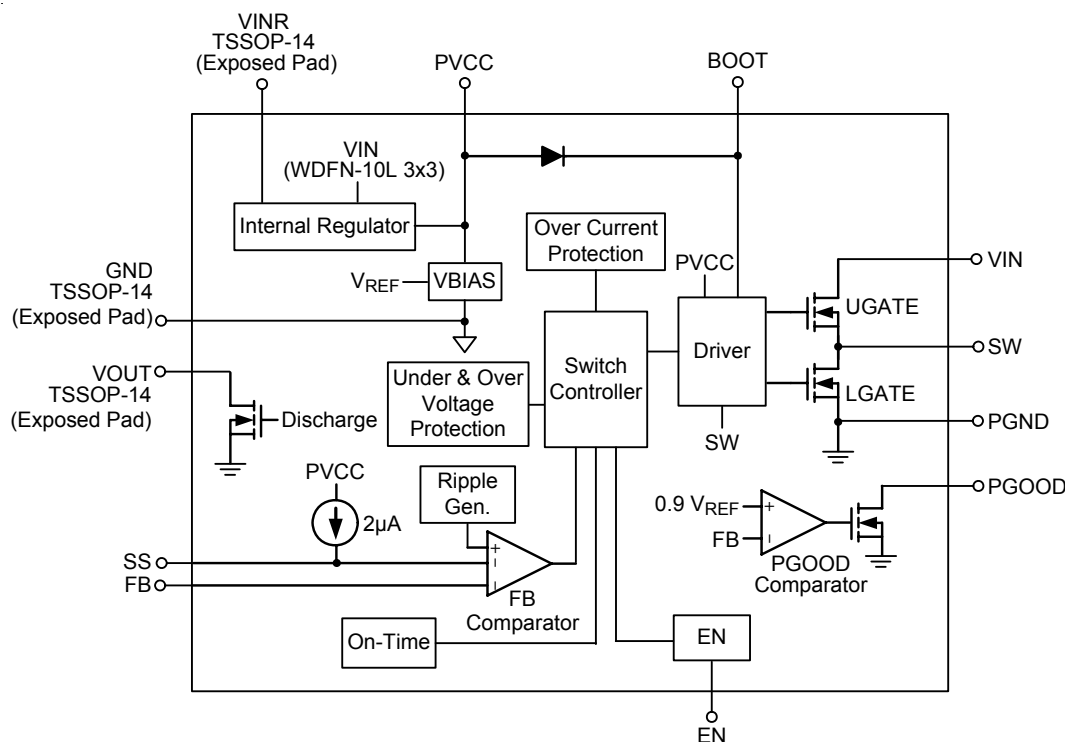 VINR
TSSOP-14
(Exposed Pad)
PVCC
BOOT
VIN
(WDFN-10L 3x3)
Internal Regulator
Over Current
Protection
PVCC
VIN
GND
TSSOP-14
(Exposed Pad)
VREF
VBIAS
UGATE
Driver
SW
Switch
Controller
VOUT
TSSOP-14
(Exposed Pad)
Discharge
Under & Over
Voltage
Protection
LGATE
PGND
SW
PVCC
2µA
Ripple
Gen.
+
-
-
0.9 VREF
FB
+
-
PGOOD
PGOOD
Comparator
SS
FB
FB
Comparator
On-Time
EN
EN